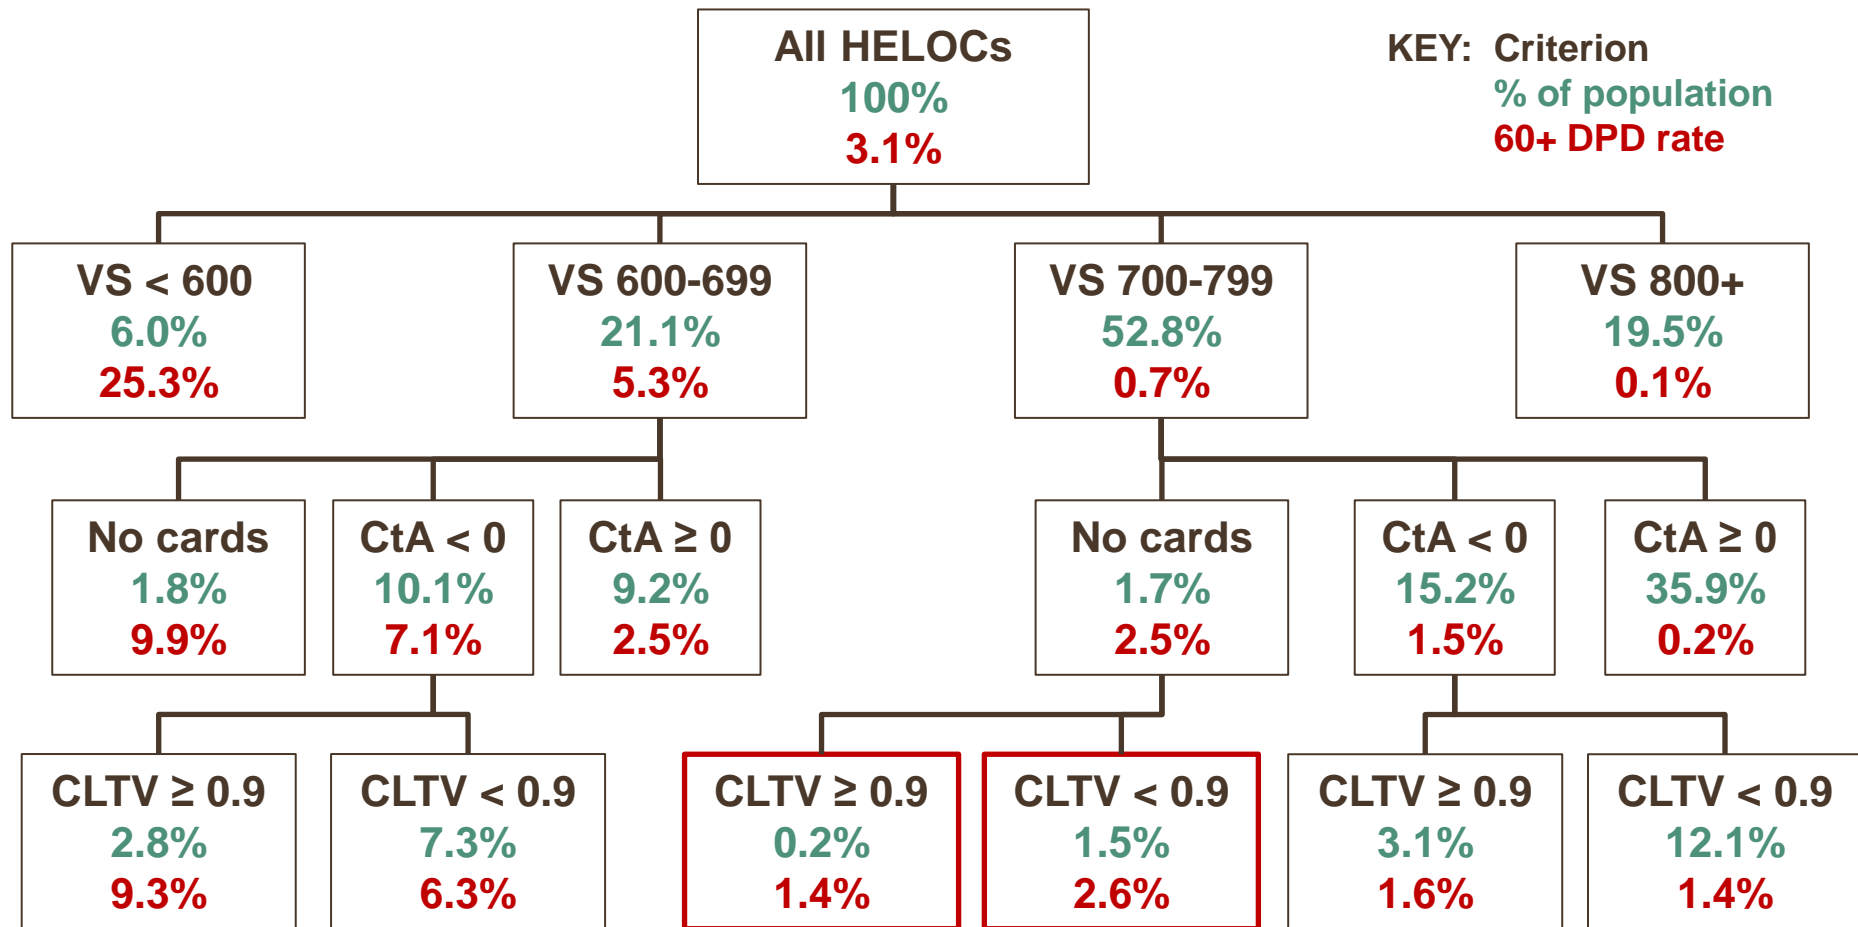 All HELOCs
100%
3.1%
KEY: Criterion
% of population
60+ DPD rate
VS < 600
6.0%
25.3%
VS 600-699
21.1%
5.3%
VS 700-799
52.8%
0.7%
VS 800+
19.5%
0.1%
No cards
1.8%
9.9%
CtA < 0
10.1%
7.1%
CtA ≥ 0
9.2%
2.5%
No cards
1.7%
2.5%
CtA < 0
15.2%
1.5%
CtA ≥ 0
35.9%
0.2%
CLTV ≥ 0.9
2.8%
9.3%
CLTV < 0.9
7.3%
6.3%
CLTV ≥ 0.9
0.2%
1.4%
CLTV < 0.9
1.5%
2.6%
CLTV ≥ 0.9
3.1%
1.6%
CLTV < 0.9
12.1%
1.4%